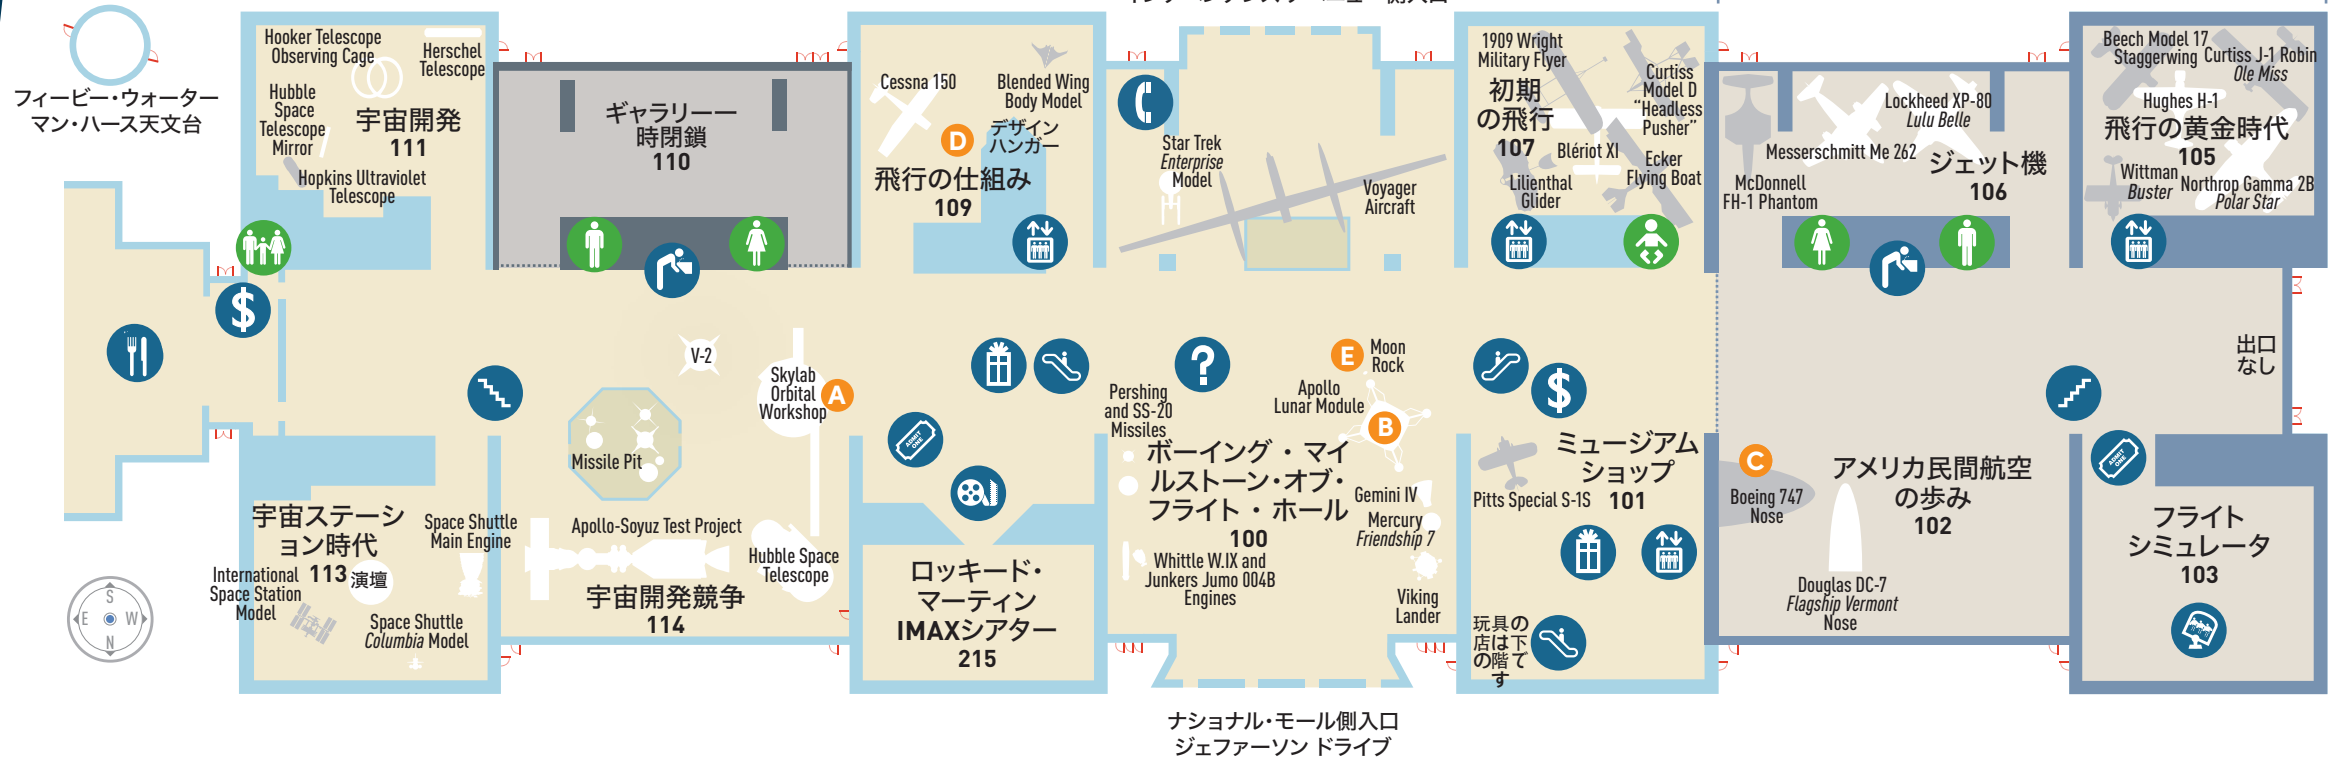 フィービー・ウォーター
マン・ハース天文台
Hooker Telescope
Observing Cage
Herschel
Telescope
Hubble
Space
Telescope
Mirror
宇宙開発
111
Hopkins Ultraviolet
Telescope
ギャラリー一
時閉鎖
110
Cessna 150
Blended Wing
Body Model
D
デザイン
ハンガー
飛行の仕組み
109
Star Trek
Enterprise
Model
Voyager
Aircraft
1909 Wright
Military Flyer
初期
の飛行
107
Curtiss
Model D
“Headless
Pusher”
Blériot XI
Ecker
Flying Boat
Lilienthal
Glider
Lockheed XP-80
Lulu Belle
Messerschmitt Me 262
McDonnell
FH-1 Phantom
ジェット機
106
Beech Model 17
Staggerwing
Curtiss J-1 Robin
Ole Miss
Hughes H-1
飛行の黄金時代
105
Wittman
Buster
Northrop Gamma 2B
Polar Star
$
V-2
Skylab
Orbital
Workshop
A
Missile Pit
ADMIT
ONE
?
E
Moon
Rock
Apollo
Lunar Module
B
Pershing
and SS-20
Missiles
ボーイング・マイ
ルストーン・オブ・
フライト・ホール
100
Gemini IV
Mercury
Friendship 7
Whittle W.IX and
Junkers Jumo 004B
Engines
Viking
Lander
$
ミュージアム
ショップ
101
Pitts Special S-1S
玩具の
店は下
の階で
す
C
Boeing 747
Nose
アメリカ民間航空
の歩み
102
Douglas DC-7
Flagship Vermont
Nose
出口
なし
ADMIT
ONE
フライト
シミュレータ
103
宇宙ステーシ
ョン時代
113
演壇
Space Shuttle
Main Engine
International
Space Station
Model
Space Shuttle
Columbia Model
Apollo-Soyuz Test Project
Hubble Space
Telescope
宇宙開発競争
114
ロッキード・
マーティン
IMAXシアター
215
S
E
W
N
ナショナル・モール側入口
ジェファーソン ドライブ